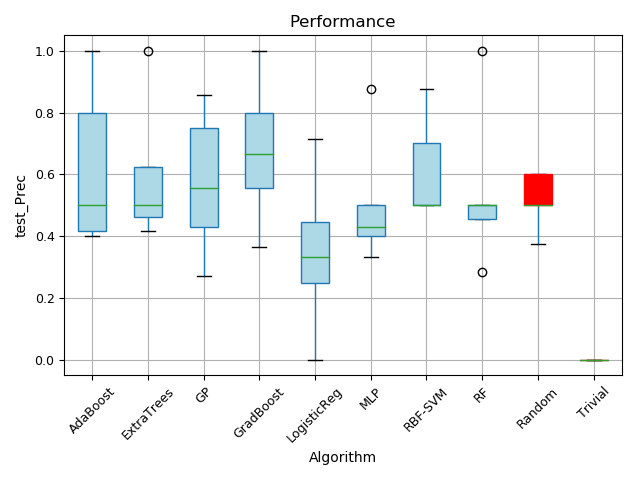 Performance
test_Prec
1.0
0.8
0.6
0.4
0.2
0.0
AdaBoost
ExtraTrees
GP
GradBoost
LogisticReg
MLP
RBF-SVM
RF
Random
Trivial
Algorithm